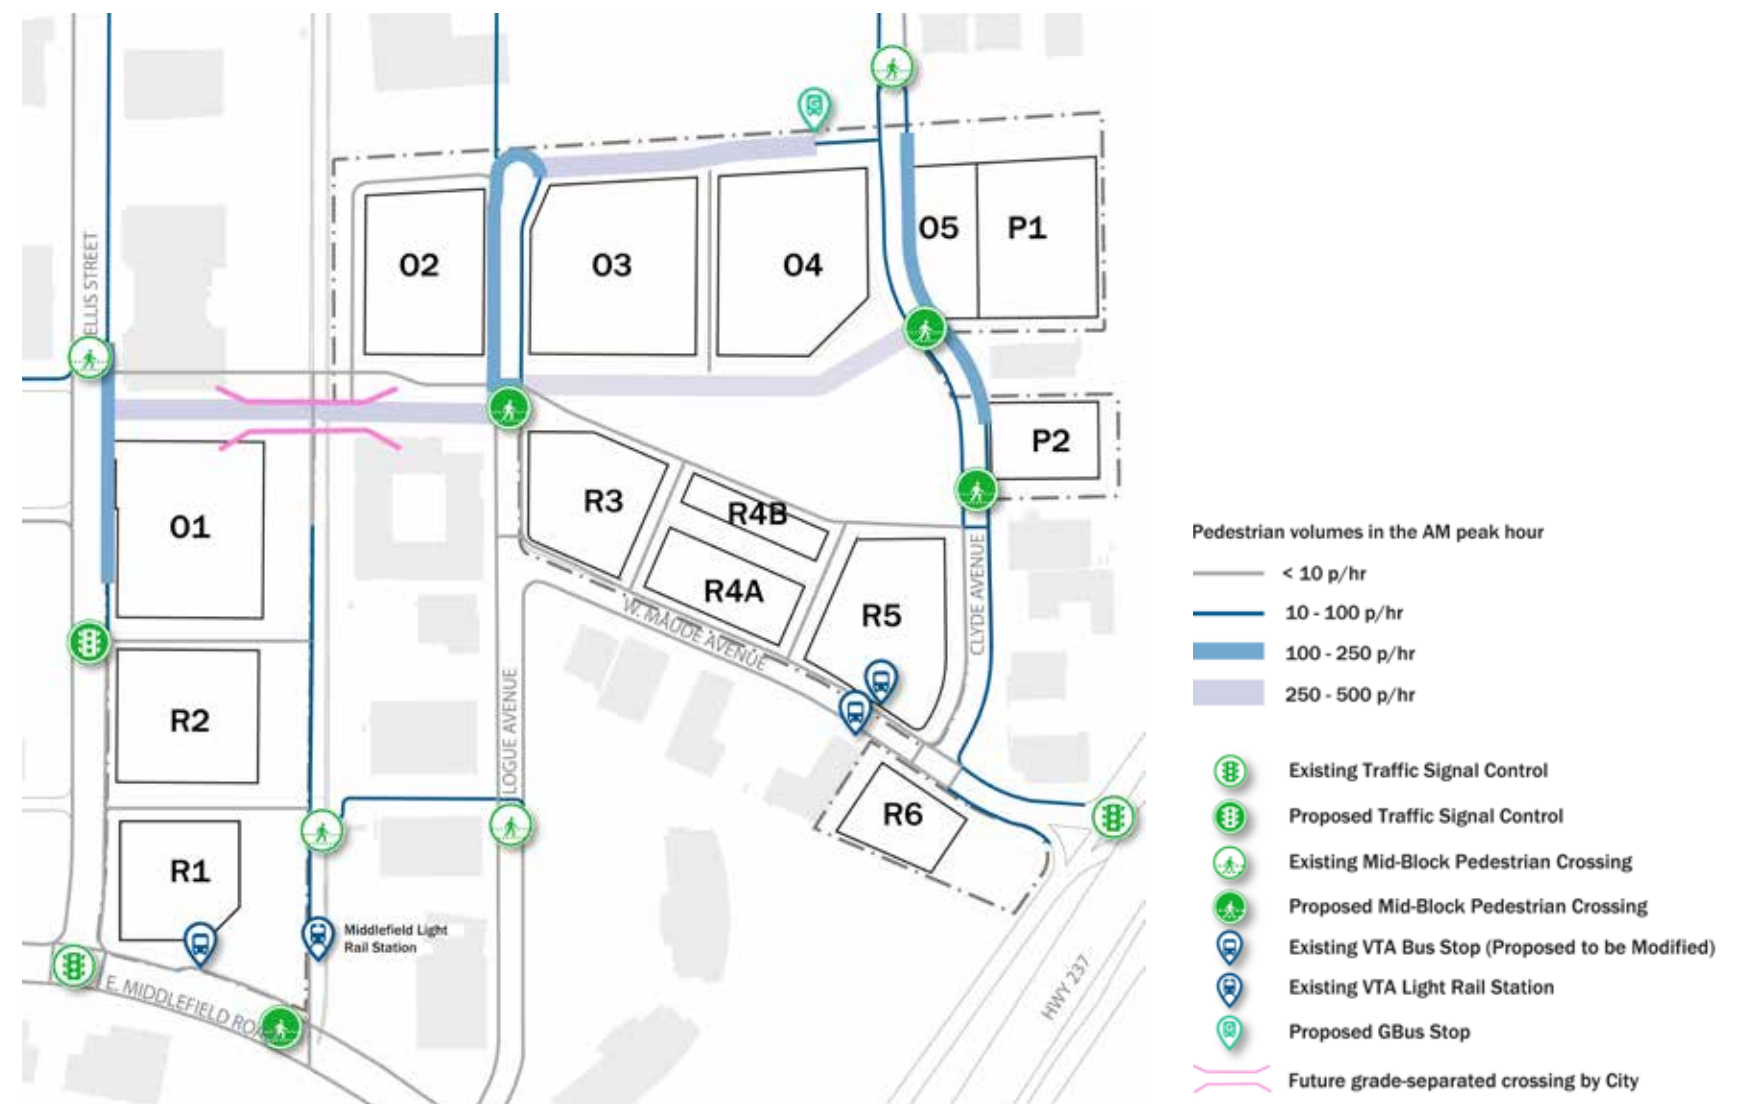 ELLIS STREET
O2
O3
O4
O5
P1
P2
O1
R3
R4B
R4A
R5
W. MAUDE AVENUE
CLYDE AVENUE
LOGUE AVENUE
R2
R1
R6
Middlefield Light
Rail Station
E. MIDDLEFIELD ROAD
HWY 237
Pedestrian volumes in the AM peak hour
< 10 p/hr
10 - 100 p/hr
100 - 250 p/hr
250 - 500 p/hr
Existing Traffic Signal Control
Proposed Traffic Signal Control
Existing Mid-Block Pedestrian Crossing
Proposed Mid-Block Pedestrian Crossing
Existing VTA Bus Stop (Proposed to be Modified)
Existing VTA Light Rail Station
Proposed GBus Stop
Future grade-separated crossing by City